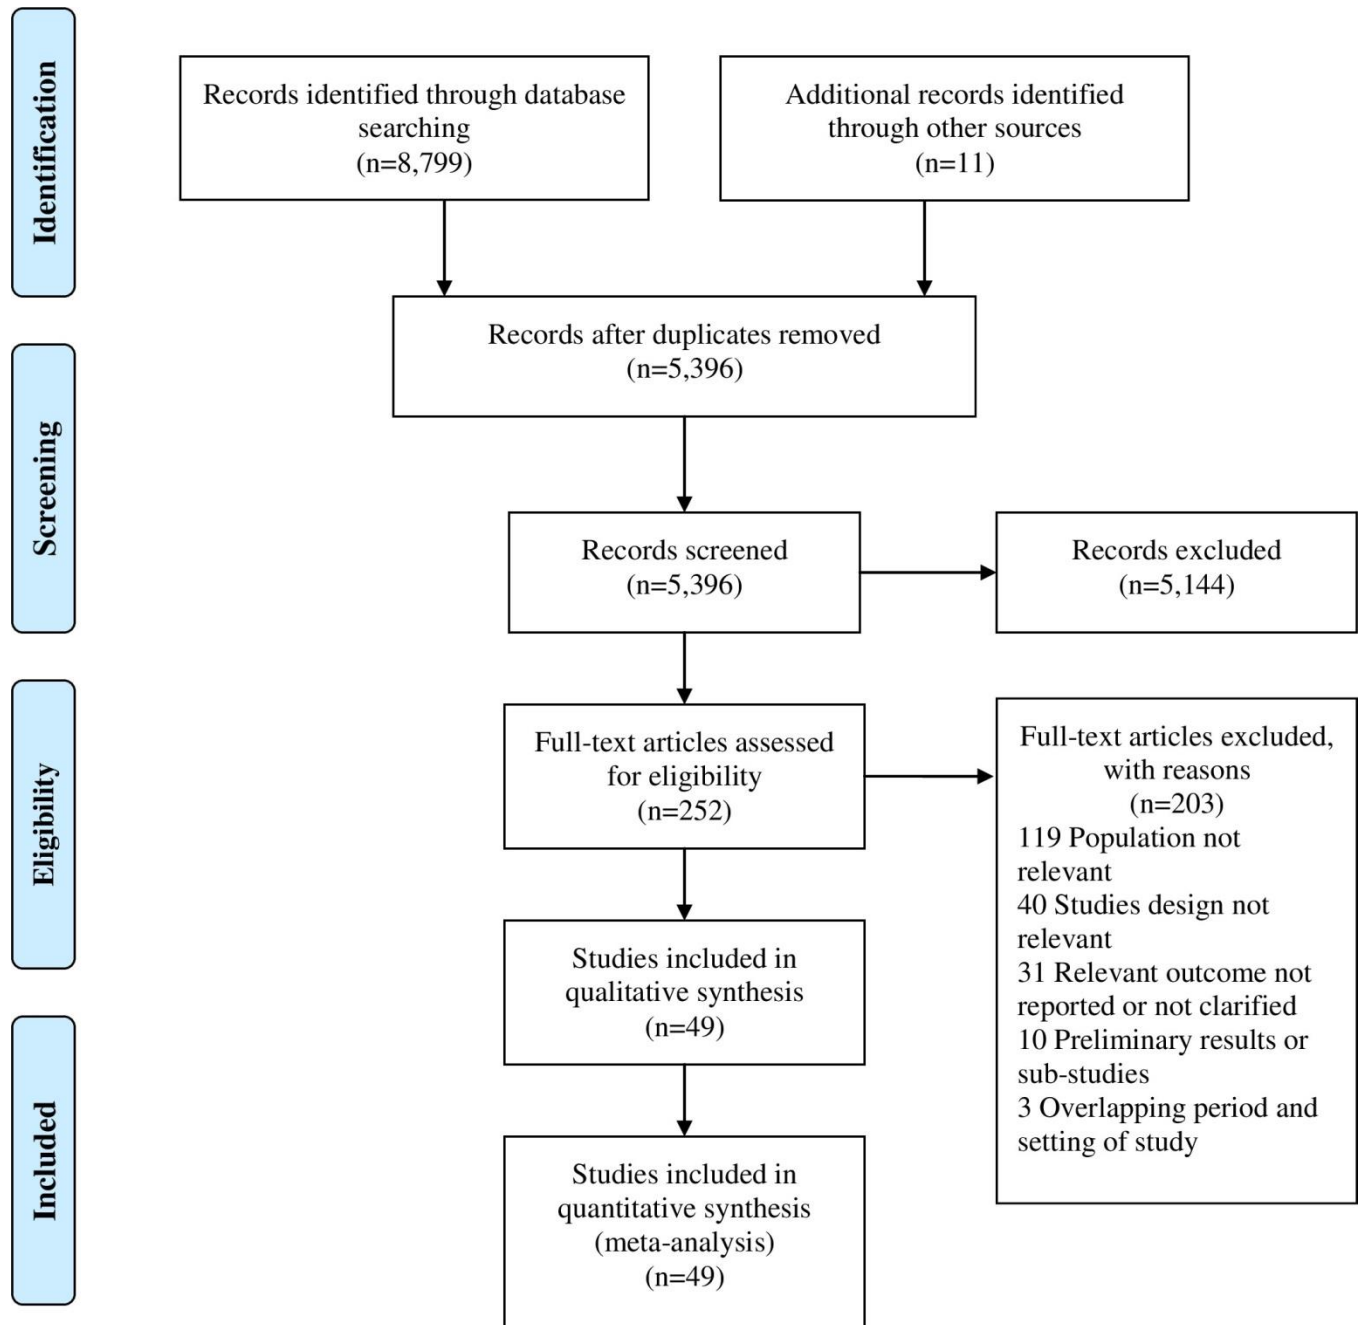 Identification
Records identified through database
searching
(n=8,799)
Additional records identified
through other sources
(n=11)
Records after duplicates removed
(n=5,396)
Screening
Records screened
(n=5,396)
Records excluded
(n=5,144)
Eligibility
Full-text articles assessed
for eligibility
(n=252)
Full-text articles excluded,
with reasons
(n=203)
119 Population not
relevant
40 Studies design not
relevant
31 Relevant outcome not
reported or not clarified
10 Preliminary results or
sub-studies
3 Overlapping period and
setting of study
Studies included in
qualitative synthesis
(n=49)
Included
Studies included in
quantitative synthesis
(meta-analysis)
(n=49)